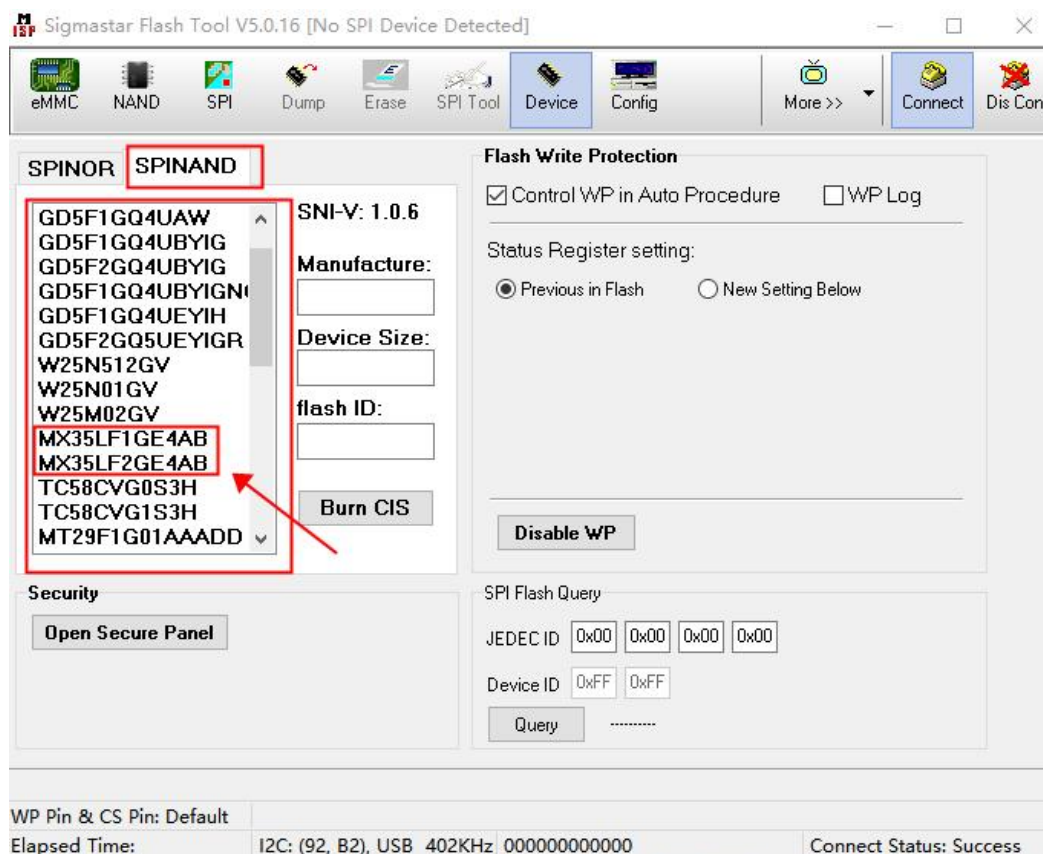 M
ISP Sigmastar Flash Tool V5.0.16 [No SPI Device Detected]
eMMC NAND SPI Dump Erase SPI Tool Device Config More >> Connect Dis Con
SPINOR SPINAND
GD5F1GQ4UAW
GD5F1GQ4UBYIG
GD5F2GQ4UBYIG
GD5F1GQ4UBYIGN
GD5F1GQ4UEYIH
GD5F2GQ5UEYIGR
W25N512GV
W25N01GV
W25M02GV
MX35LF1GE4AB
MX35LF2GE4AB
TC58CVG0S3H
TC58CVG1S3H
MT29F1G01AAADD
SNI-V: 1.0.6
Manufacture:
Device Size:
flash ID:
Burn CIS
Flash Write Protection
Control WP in Auto Procedure WP Log
Status Register setting:
Previous in Flash New Setting Below
Disable WP
Security
Open Secure Panel
SPI Flash Query
JEDEC ID 0x00 0x00 0x00 0x00
Device ID 0xFF 0xFF
Query ----------
WP Pin & CS Pin: Default
Elapsed Time: I2C: (92, B2), USB 402KHz 000000000000 Connect Status: Success